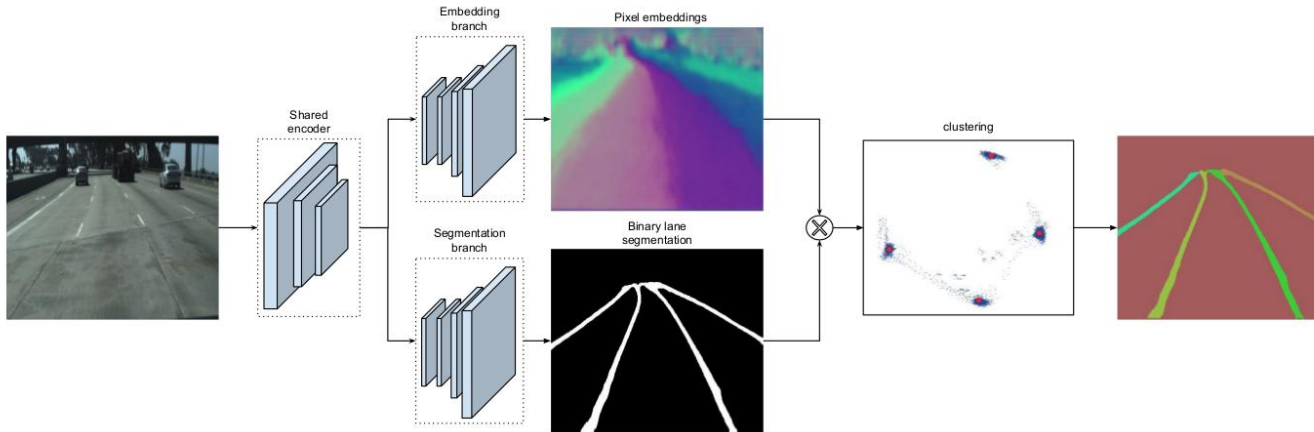 Embedding
branch
Pixel embeddings
Shared
encoder
clustering
Segmentation
branch
Binary lane
segmentation